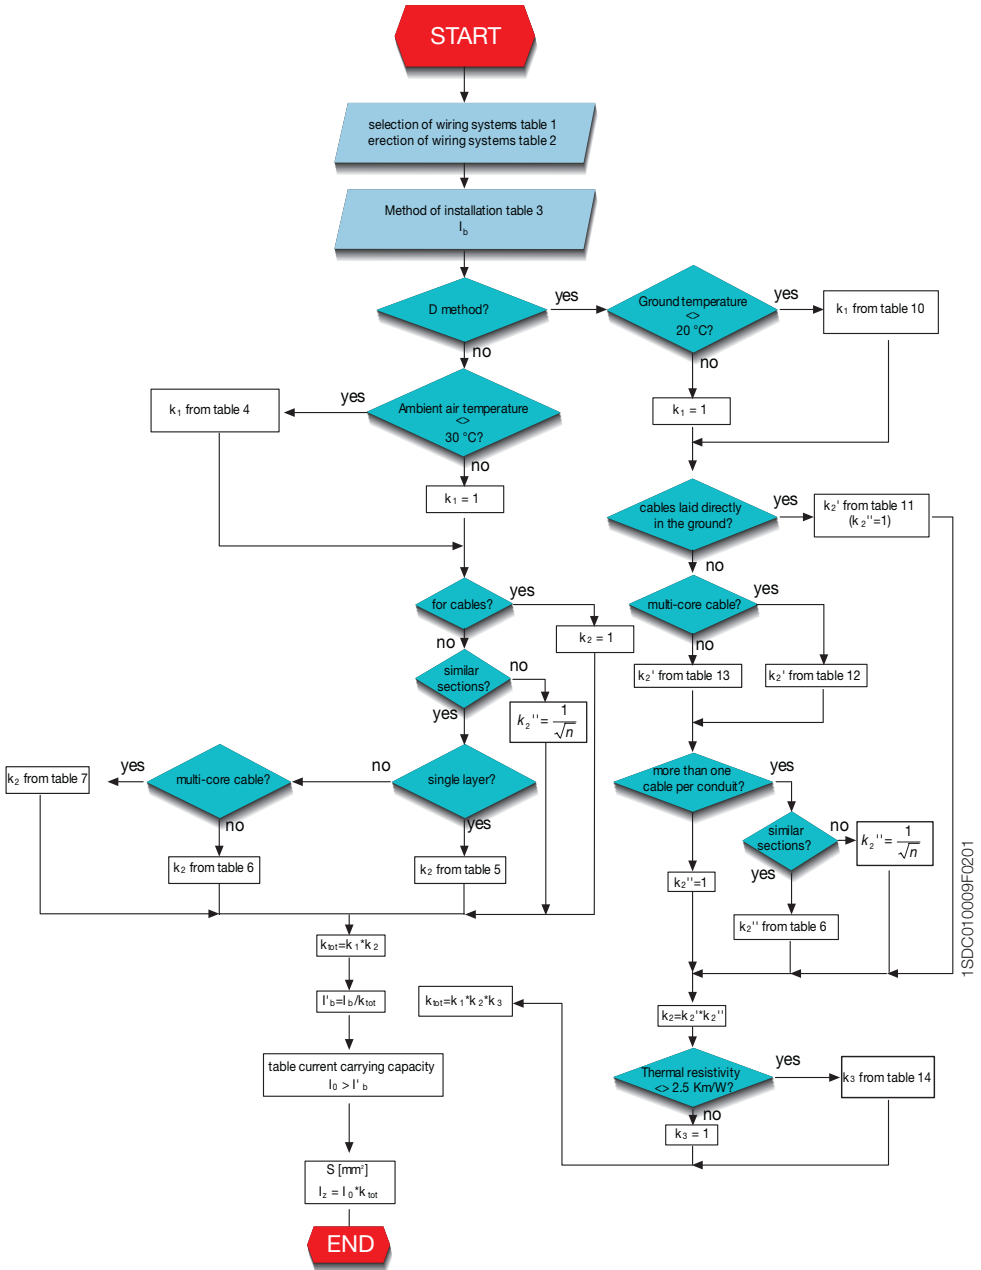 START
selection of wiring systems table 1
erection of wiring systems table 2
Method of installation table 3
I b
D method?
yes
no
Ground temperature
<>
20 °C?
yes
no
k1 from table 10
k1 = 1
Ambient air temperature
<>
30 °C?
yes
no
k1 from table 4
k1 = 1
cables laid directly
in the ground?
yes
no
k2' from table 11
(k2''=1)
for cables?
yes
no
k2 = 1
multi-core cable?
yes
no
k2' from table 13
k2' from table 12
similar
sections?
no
yes
k2'' = 1/√n
single layer?
no
yes
multi-core cable?
yes
no
k2 from table 7
k2 from table 6
k2 from table 5
more than one
cable per conduit?
yes
similar
sections?
no
yes
k2'' = 1/√n
k2''=1
k2'' from table 6
ktot=k1*k2
I'b=Ib/ktot
table current carrying capacity
I0 > I'b
S [mm²]
Iz = I0*ktot
END
ktot=k1*k2*k3
k2=k2'*k2''
Thermal resistivity
<> 2.5 Km/W?
yes
no
k3 from table 14
k3 = 1
1SDC010009F0201